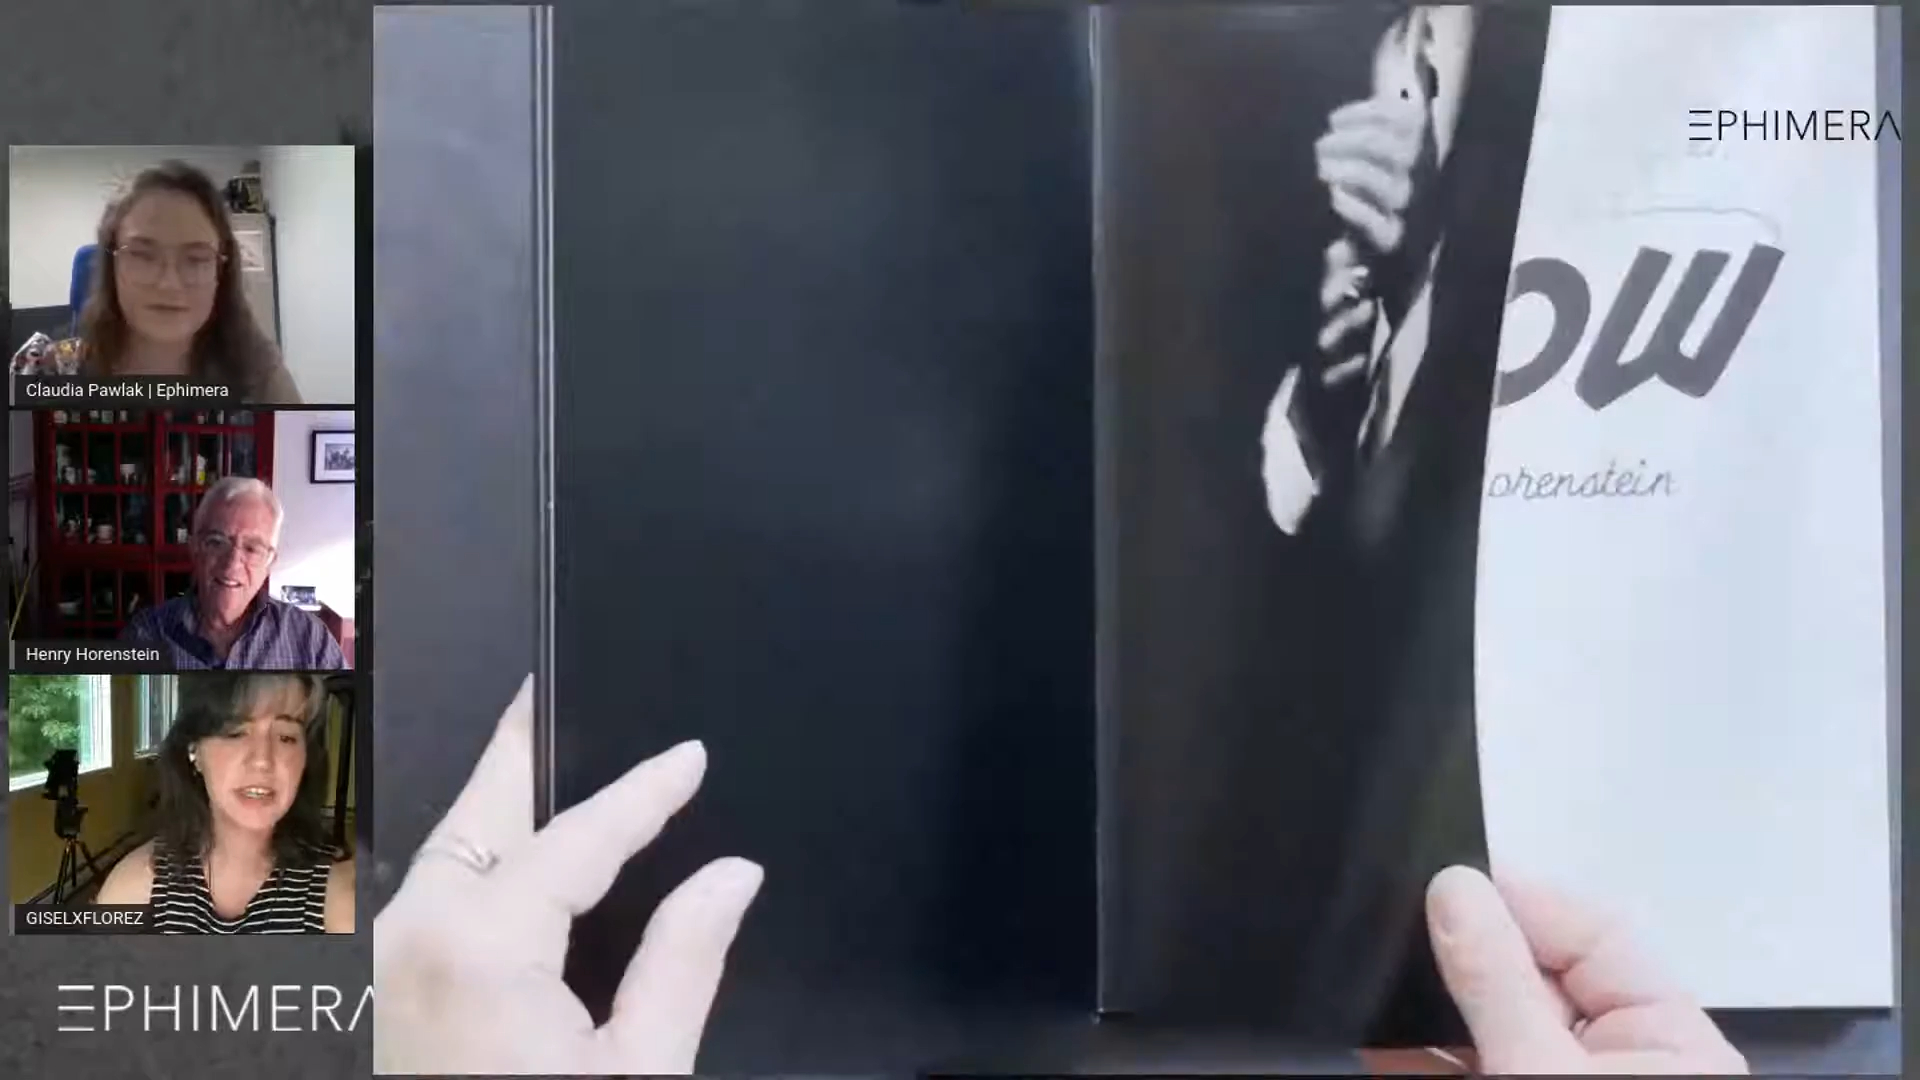 Claudia Pawlak | Ephimera
Henry Horenstein
GISELXFLOREZ
EPHIMERA
EPHIMERA
ow
orenstein